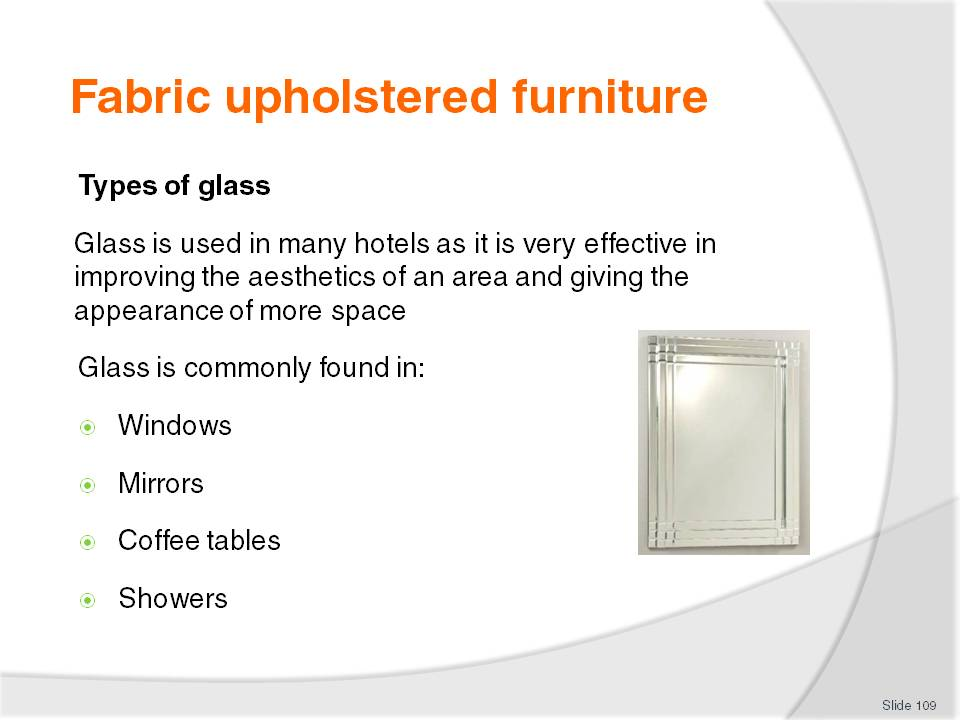 Fabric upholstered furniture
Types of glass
Glass is used in many hotels as it is very effective in
improving the aesthetics of an area and giving the
appearance of more space
Glass is commonly found in:
Windows
Mirrors
Coffee tables
Showers
Slide 109